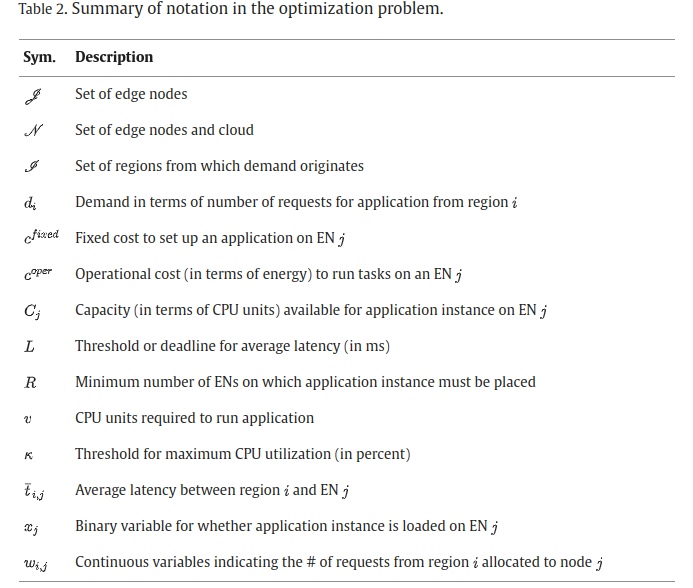 Table 2. Summary of notation in the optimization problem.
Sym. Description
𝒥 Set of edge nodes
𝒩 Set of edge nodes and cloud
ℐ Set of regions from which demand originates
dᵢ Demand in terms of number of requests for application from region i
c^fixed Fixed cost to set up an application on EN j
c^oper Operational cost (in terms of energy) to run tasks on an EN j
C_j Capacity (in terms of CPU units) available for application instance on EN j
L Threshold or deadline for average latency (in ms)
R Minimum number of ENs on which application instance must be placed
v CPU units required to run application
κ Threshold for maximum CPU utilization (in percent)
t̄_i,j Average latency between region i and EN j
x_j Binary variable for whether application instance is loaded on EN j
w_i,j Continuous variables indicating the # of requests from region i allocated to node j